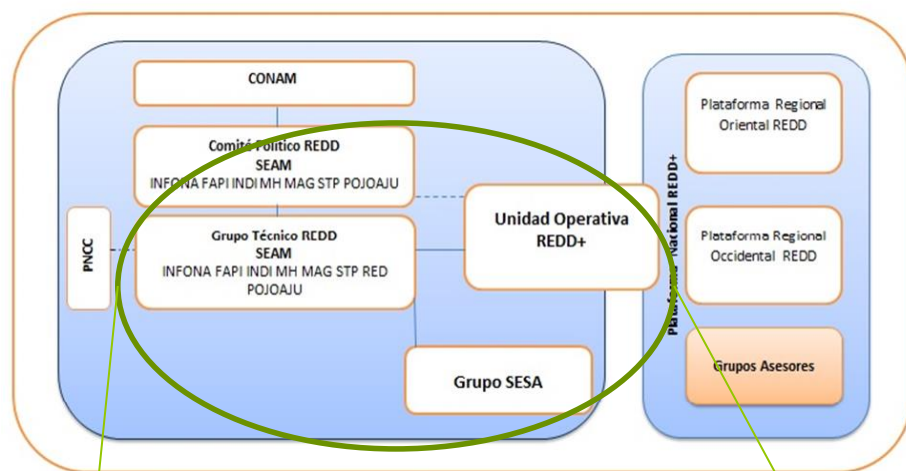 CONAM
Comité Político REDD
SEAM
INFONA FAPI INDI MH MAG STP POJOAJU
PNCC
Grupo Técnico REDD
SEAM
INFONA FAPI INDI MH MAG STP RED
POJOAJU
Unidad Operativa
REDD+
Grupo SESA
Plataforma Nacional REDD+
Plataforma Regional
Oriental REDD
Plataforma Regional
Occidental REDD
Grupos Asesores